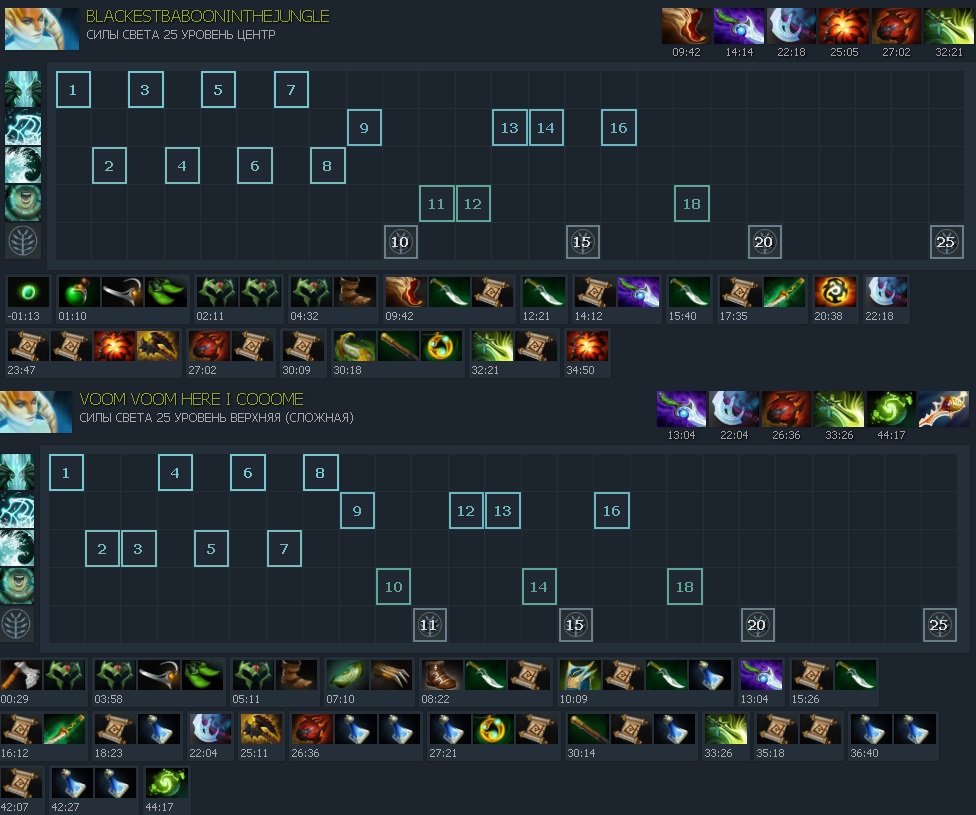 BLACKESTBABOONINTHEJUNGLE
СИЛЫ СВЕТА 25 УРОВЕНЬ ЦЕНТР
09:42 14:14 22:18 25:05 27:02 32:21
1 3 5 7
9 13 14 16
2 4 6 8
11 12 18
10 15 20 25
-01:13 01:10 02:11 04:32 09:42 12:21 14:12 15:40 17:35 20:38 22:18
23:47 27:02 30:09 30:18 32:21 34:50
VOOM VOOM HERE I COOOME
СИЛЫ СВЕТА 25 УРОВЕНЬ ВЕРХНЯЯ (СЛОЖНАЯ)
13:04 22:04 26:36 33:26 44:17
1 4 6 8
9 12 13 16
2 3 5 7
10 14 18
11 15 20 25
00:29 03:58 05:11 07:10 08:22 10:09 13:04 15:26
16:12 18:23 22:04 25:11 26:36 27:21 30:14 33:26 35:18 36:40
42:07 42:27 44:17